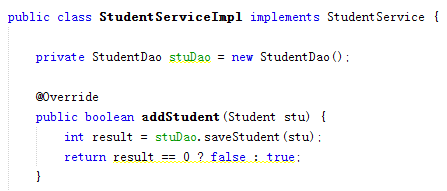 public class StudentServiceImpl implements StudentService {
private StudentDao stuDao = new StudentDao();
@Override
public boolean addStudent(Student stu) {
int result = stuDao.saveStudent(stu);
return result == 0 ? false : true;
}